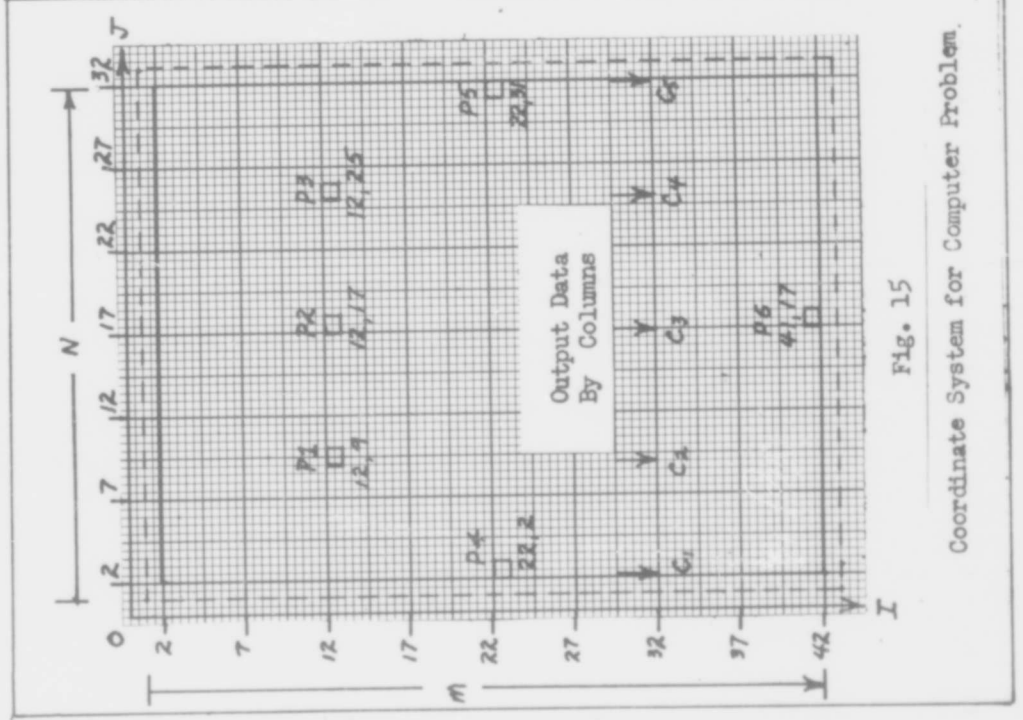 N
J
0
2
7
12
17
22
27
32
P1
12,9
P2
12,17
P3
12,25
P4
22,2
P5
22,31
Output Data
By Columns
C1
C2
C3
C4
C5
P6
41,17
m
2
7
12
17
22
27
32
37
42
I
Fig. 15
Coordinate System for Computer Problem.